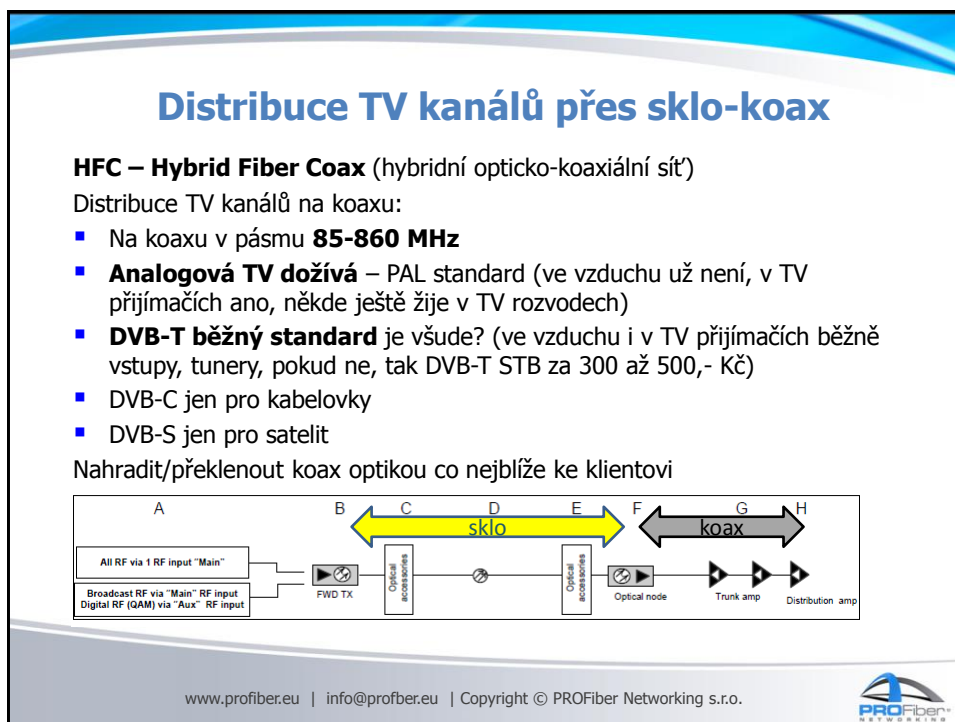 Distribuce TV kanálů přes sklo-koax
HFC – Hybrid Fiber Coax (hybridní opticko-koaxiální síť)
Distribuce TV kanálů na koaxu:
▪ Na koaxu v pásmu 85-860 MHz
▪ Analogová TV dožívá – PAL standard (ve vzduchu už není, v TV
přijímačích ano, někde ještě žije v TV rozvodech)
▪ DVB-T běžný standard je všude? (ve vzduchu i v TV přijímačích běžně
vstupy, tunery, pokud ne, tak DVB-T STB za 300 až 500,- Kč)
▪ DVB-C jen pro kabelovky
▪ DVB-S jen pro satelit
Nahradit/překlenout koax optikou co nejblíže ke klientovi
A B C D E F G H
sklo koax
All RF via 1 RF input "Main"
Broadcast RF via "Main" RF input
Digital RF (QAM) via "Aux" RF input
FWD TX
Optical
accessories
Optical
accessories
Optical node
Trunk amp
Distribution amp
www.profiber.eu | info@profber.eu | Copyright © PROFiber Networking s.r.o.
PROFiber
NETWORKING